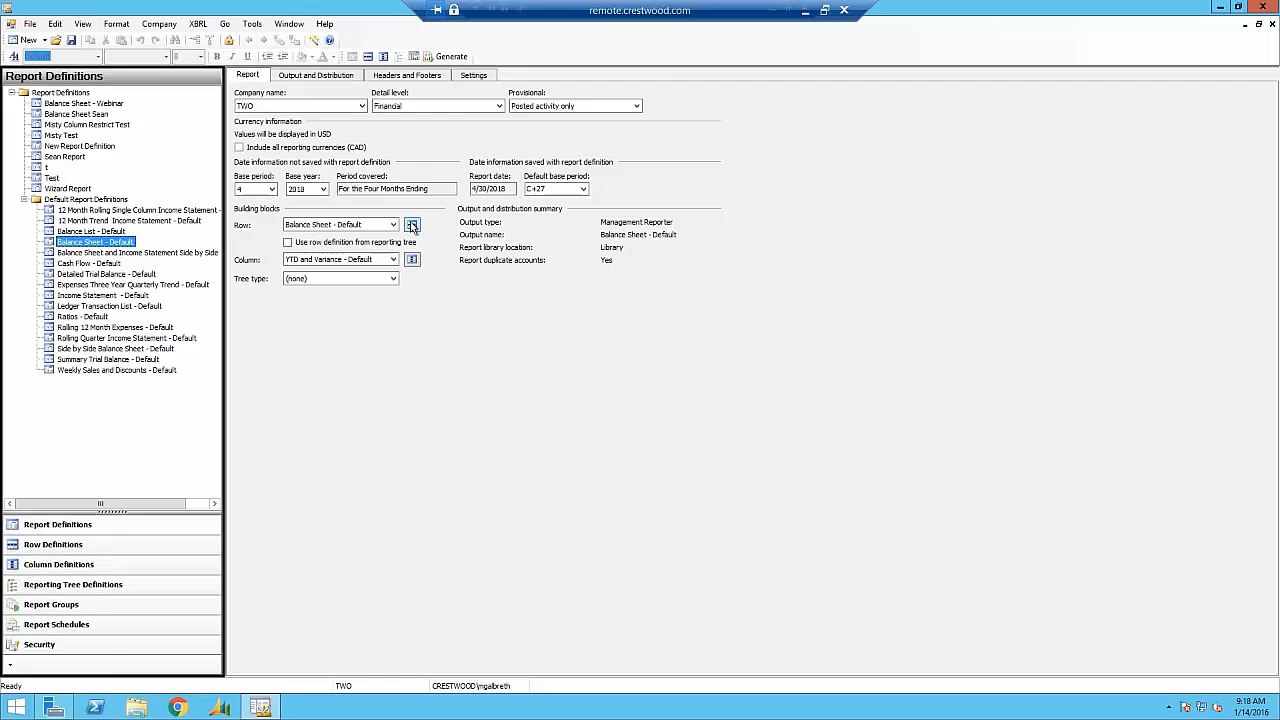 remote.crestwood.com
File Edit View Format Company XBRL Go Tools Window Help
New
8 B I U Generate
Report Definitions
Report Definitions
Balance Sheet - Webinar
Balance Sheet Sean
Misty Column Restrict Test
Misty Test
New Report Definition
Sean Report
t
Test
Wizard Report
Default Report Definitions
12 Month Rolling Single Column Income Statement -
12 Month Trend Income Statement - Default
Balance List - Default
Balance Sheet - Default
Balance Sheet and Income Statement Side by Side
Cash Flow - Default
Detailed Trial Balance - Default
Expenses Three Year Quarterly Trend - Default
Income Statement - Default
Ledger Transaction List - Default
Ratios - Default
Rolling 12 Month Expenses - Default
Rolling Quarter Income Statement - Default
Side by Side Balance Sheet - Default
Summary Trial Balance - Default
Weekly Sales and Discounts - Default
Report Definitions
Row Definitions
Column Definitions
Reporting Tree Definitions
Report Groups
Report Schedules
Security
Report Output and Distribution Headers and Footers Settings
Company name: Detail level: Provisional:
TWO Financial Posted activity only
Currency information
Values will be displayed in USD
Include all reporting currencies (CAD)
Date information not saved with report definition Date information saved with report definition
Base period: Base year: Period covered: Report date: Default base period:
4 2018 For the Four Months Ending 4/30/2018 C+27
Building blocks Output and distribution summary
Row: Balance Sheet - Default Output type: Management Reporter
Output name: Balance Sheet - Default
Use row definition from reporting tree Report library location: Library
Column: YTD and Variance - Default Report duplicate accounts: Yes
Tree type: (none)
Ready TWO CRESTWOOD\mgalbreth
9:18 AM
1/14/2016